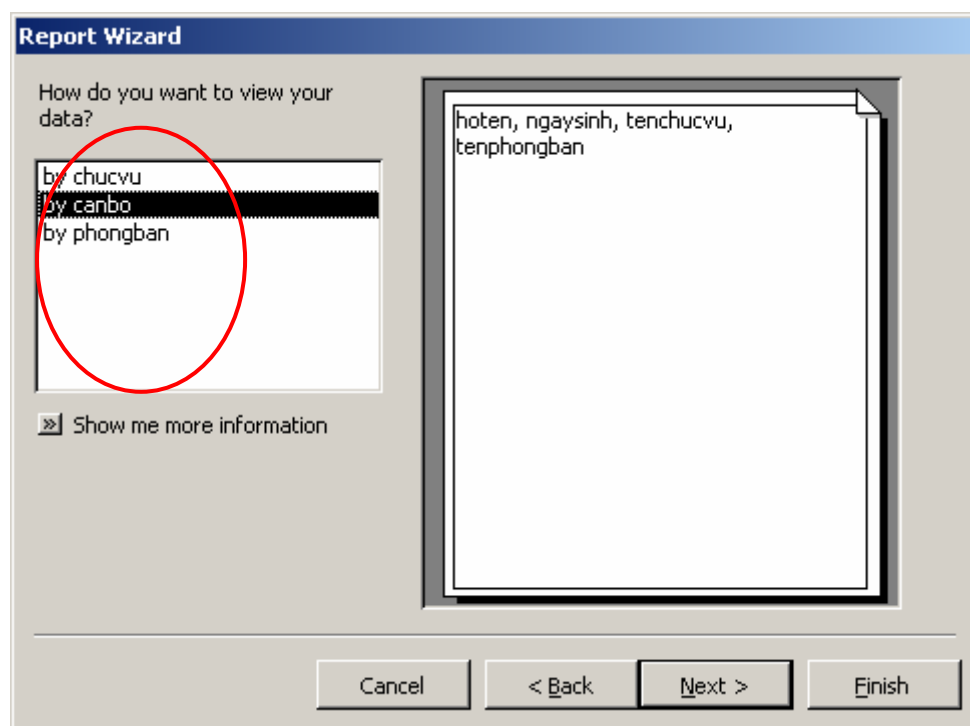 Report Wizard
How do you want to view your
data?
by chucvu
by canbo
by phongban
» Show me more information
hoten, ngaysinh, tenchucvu,
tenphongban
Cancel
< Back
Next >
Finish